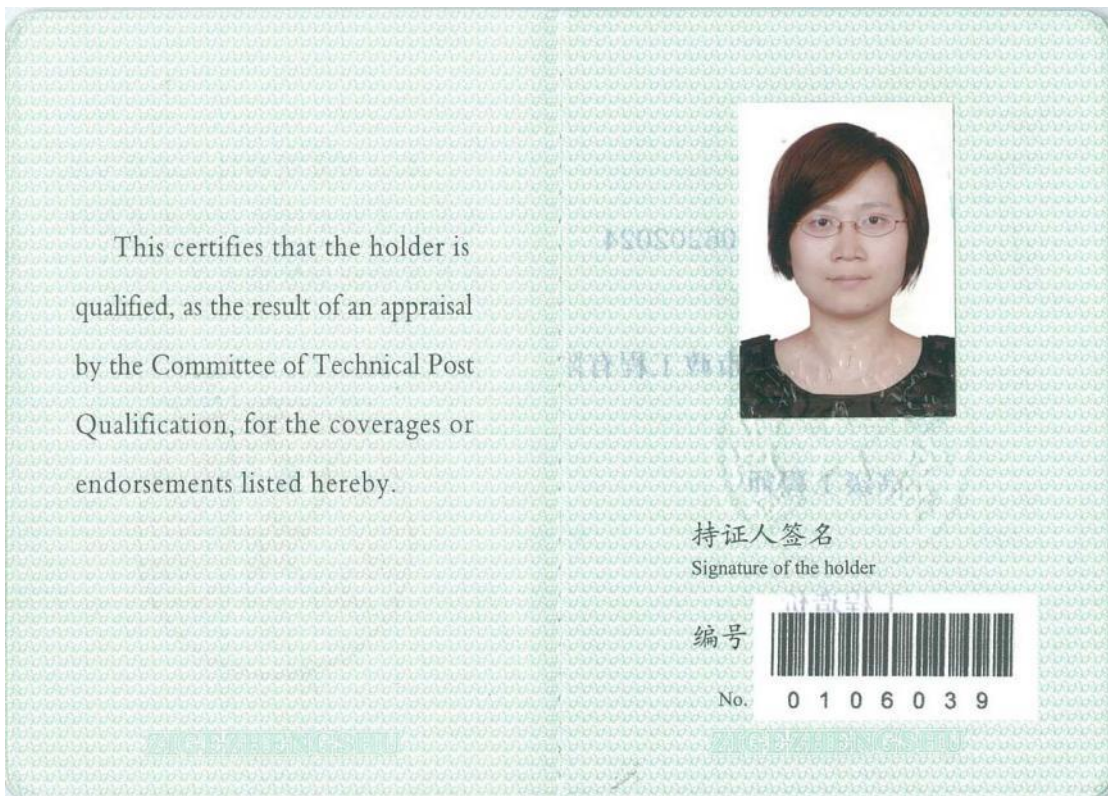 This certifies that the holder is
qualified, as the result of an appraisal
by the Committee of Technical Post
Qualification, for the coverages or
endorsements listed hereby.
ZIGEZHENGSHU
持证人签名
Signature of the holder
编号
No. 0106039
ZIGEZHENGSHU